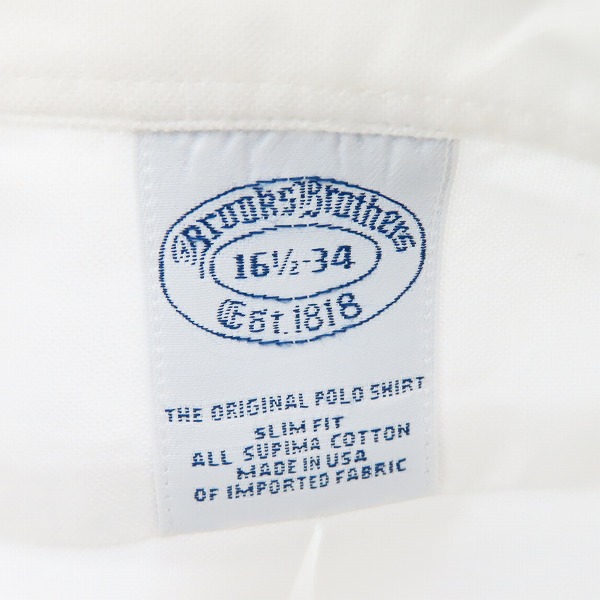 Brooks Brothers
16½-34
Est. 1818
THE ORIGINAL POLO SHIRT
SLIM FIT
ALL SUPIMA COTTON
MADE IN USA
OF IMPORTED FABRIC